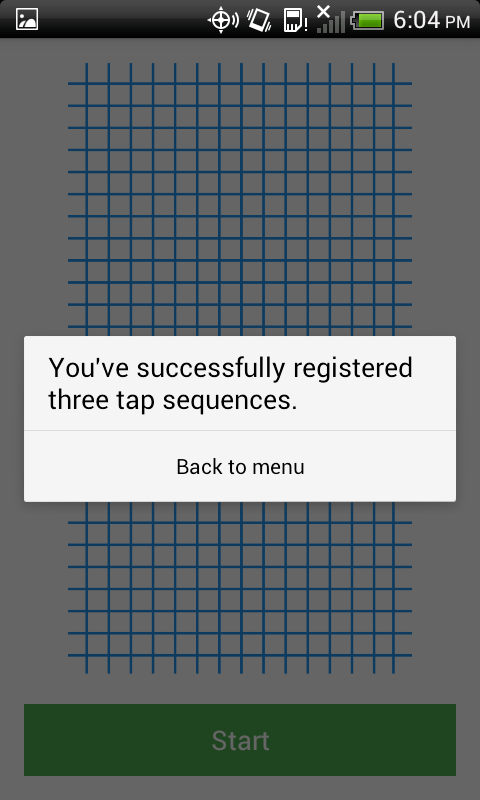 6:04 PM
You've successfully registered
three tap sequences.
Back to menu
Start